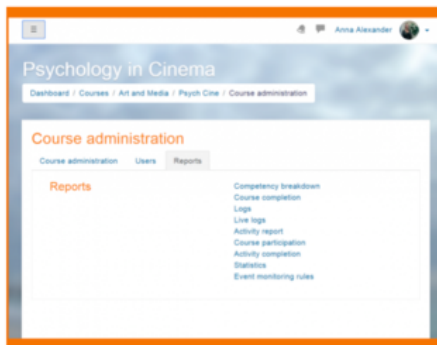 Anna Alexander
Psychology in Cinema
Dashboard / Courses / Art and Media / Psych Cine / Course administration
Course administration
Course administration Users Reports
Reports
Competency breakdown
Course completion
Logs
Live logs
Activity report
Course participation
Activity completion
Statistics
Event monitoring rules